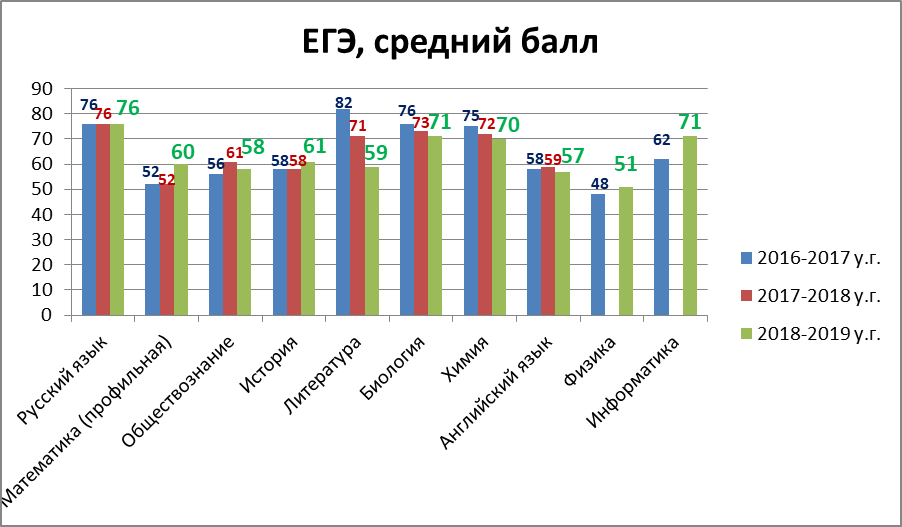 ЕГЭ, средний балл
90
80
70
60
50
40
30
20
10
0
76 76 76
52 52 60
56 61 58
58 58 61
82 71 59
76 73 71
75 72 70
58 59 57
48 51
62 71
Русский язык
Математика (профильная)
Обществознание
История
Литература
Биология
Химия
Английский язык
Физика
Информатика
2016-2017 у.г.
2017-2018 у.г.
2018-2019 у.г.